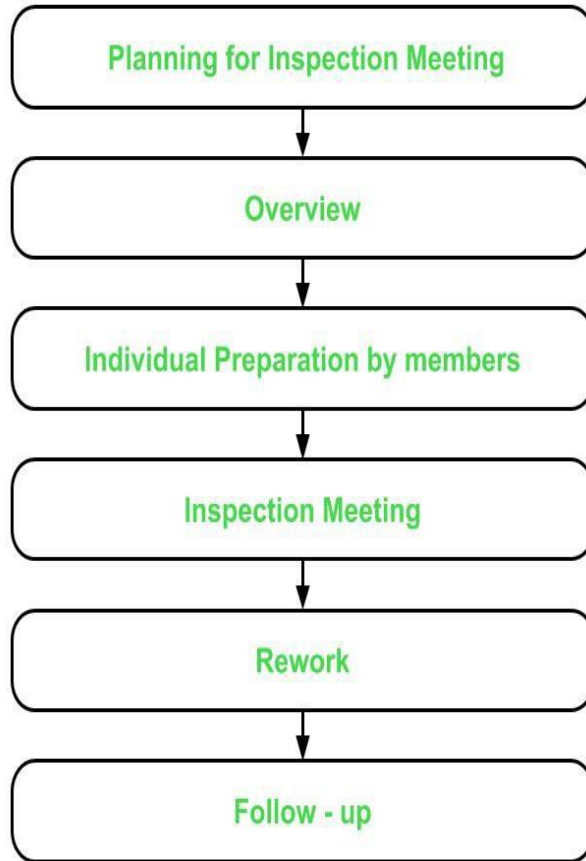 Planning for Inspection Meeting
Overview
Individual Preparation by members
Inspection Meeting
Rework
Follow - up